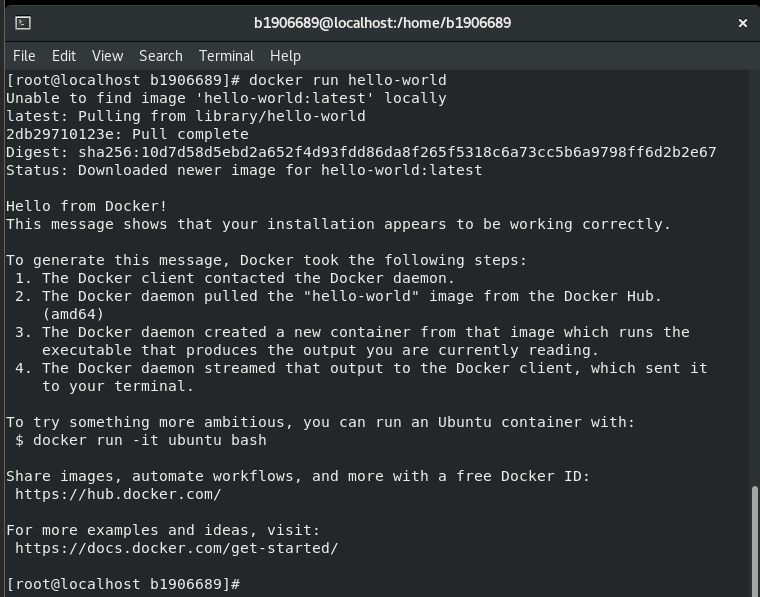 b1906689@localhost:/home/b1906689
File Edit View Search Terminal Help
[root@localhost b1906689]# docker run hello-world
Unable to find image 'hello-world:latest' locally
latest: Pulling from library/hello-world
2db29710123e: Pull complete
Digest: sha256:10d7d58d5ebd2a652f4d93fdd86da8f265f5318c6a73cc5b6a9798ff6d2b2e67
Status: Downloaded newer image for hello-world:latest

Hello from Docker!
This message shows that your installation appears to be working correctly.

To generate this message, Docker took the following steps:
 1. The Docker client contacted the Docker daemon.
 2. The Docker daemon pulled the "hello-world" image from the Docker Hub.
    (amd64)
 3. The Docker daemon created a new container from that image which runs the
    executable that produces the output you are currently reading.
 4. The Docker daemon streamed that output to the Docker client, which sent it
    to your terminal.

To try something more ambitious, you can run an Ubuntu container with:
 $ docker run -it ubuntu bash

Share images, automate workflows, and more with a free Docker ID:
 https://hub.docker.com/

For more examples and ideas, visit:
 https://docs.docker.com/get-started/

[root@localhost b1906689]#